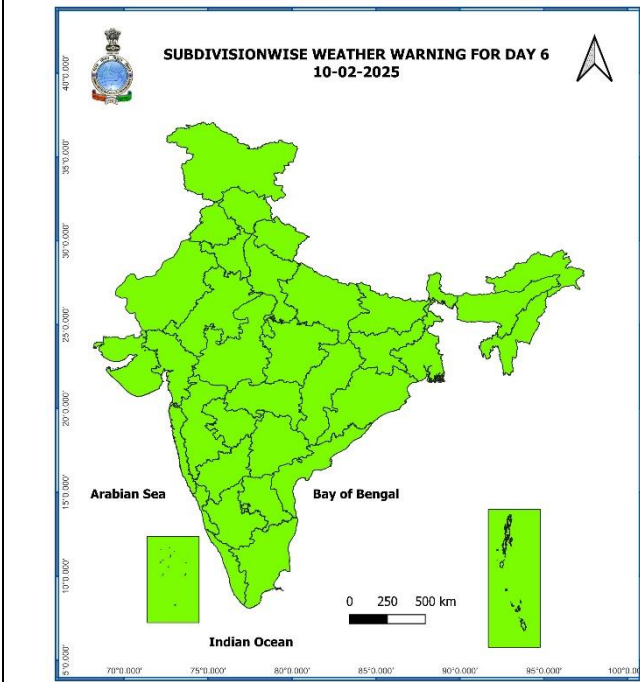 SUBDIVISIONWISE WEATHER WARNING FOR DAY 6
10-02-2025
40°0.000'
35°0.000'
30°0.000'
25°0.000'
20°0.000'
15°0.000'
10°0.000'
5°0.000'
Arabian Sea
Bay of Bengal
0 250 500 km
Indian Ocean
70°0.000' 75°0.000' 80°0.000' 85°0.000' 90°0.000' 95°0.000' 100°0.0